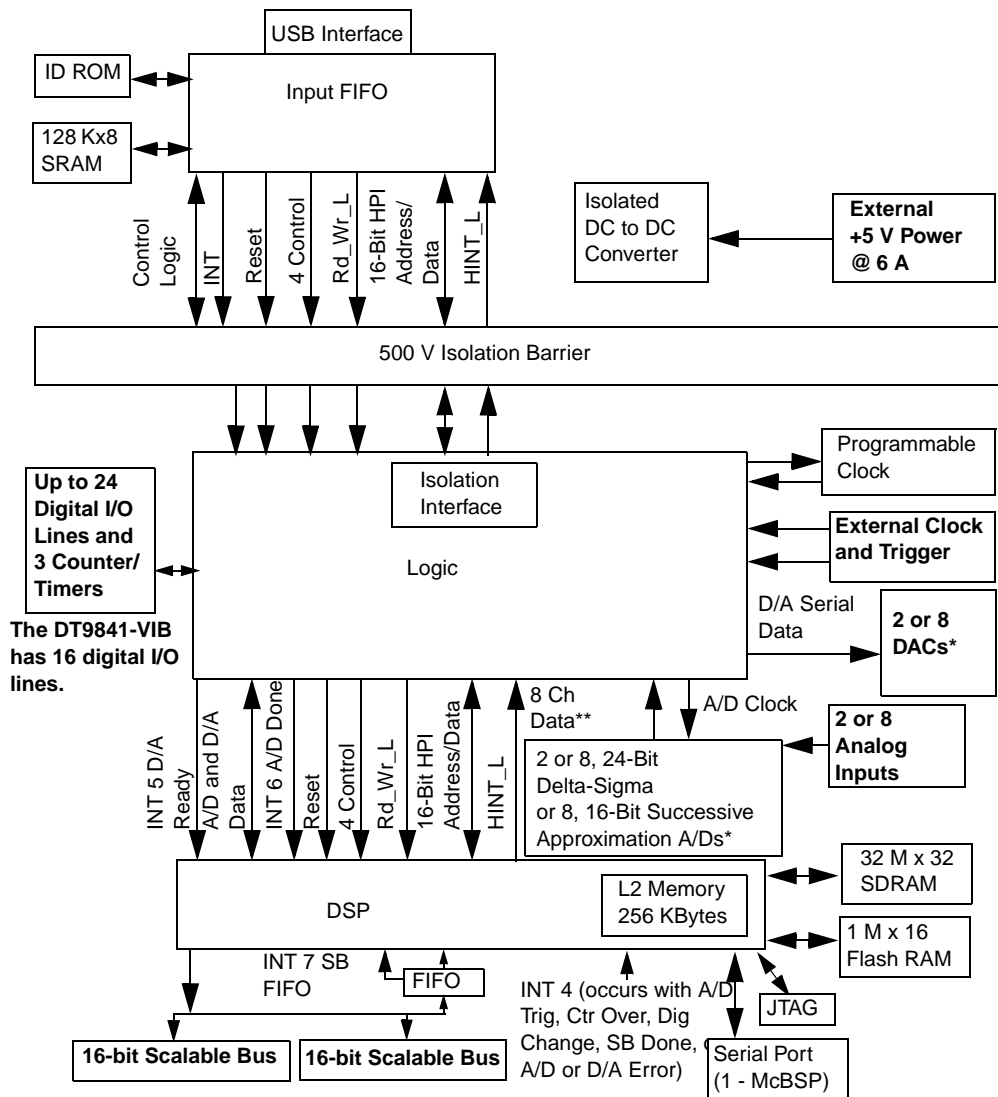 USB Interface
ID ROM
Input FIFO
128 Kx8
SRAM
Control
Logic
INT
Reset
4 Control
Rd_Wr_L
16-Bit HPI
Address/
Data
HINT_L
Isolated
DC to DC
Converter
External
+5 V Power
@ 6 A
500 V Isolation Barrier
Isolation
Interface
Logic
Programmable
Clock
External Clock
and Trigger
Up to 24
Digital I/O
Lines and
3 Counter/
Timers
The DT9841-VIB
has 16 digital I/O
lines.
D/A Serial
Data
2 or 8
DACs*
INT 5 D/A
Ready
A/D and D/A
Data
INT 6 A/D Done
Reset
4 Control
Rd_Wr_L
16-Bit HPI
Address/Data
HINT_L
8 Ch
Data**
A/D Clock
2 or 8
Analog
Inputs
2 or 8, 24-Bit
Delta-Sigma
or 8, 16-Bit Successive
Approximation A/Ds*
DSP
L2 Memory
256 KBytes
32 M x 32
SDRAM
1 M x 16
Flash RAM
INT 7 SB
FIFO
FIFO
INT 4 (occurs with A/D
Trig, Ctr Over, Dig
Change, SB Done,
A/D or D/A Error)
JTAG
Serial Port
(1 - McBSP)
16-bit Scalable Bus
16-bit Scalable Bus